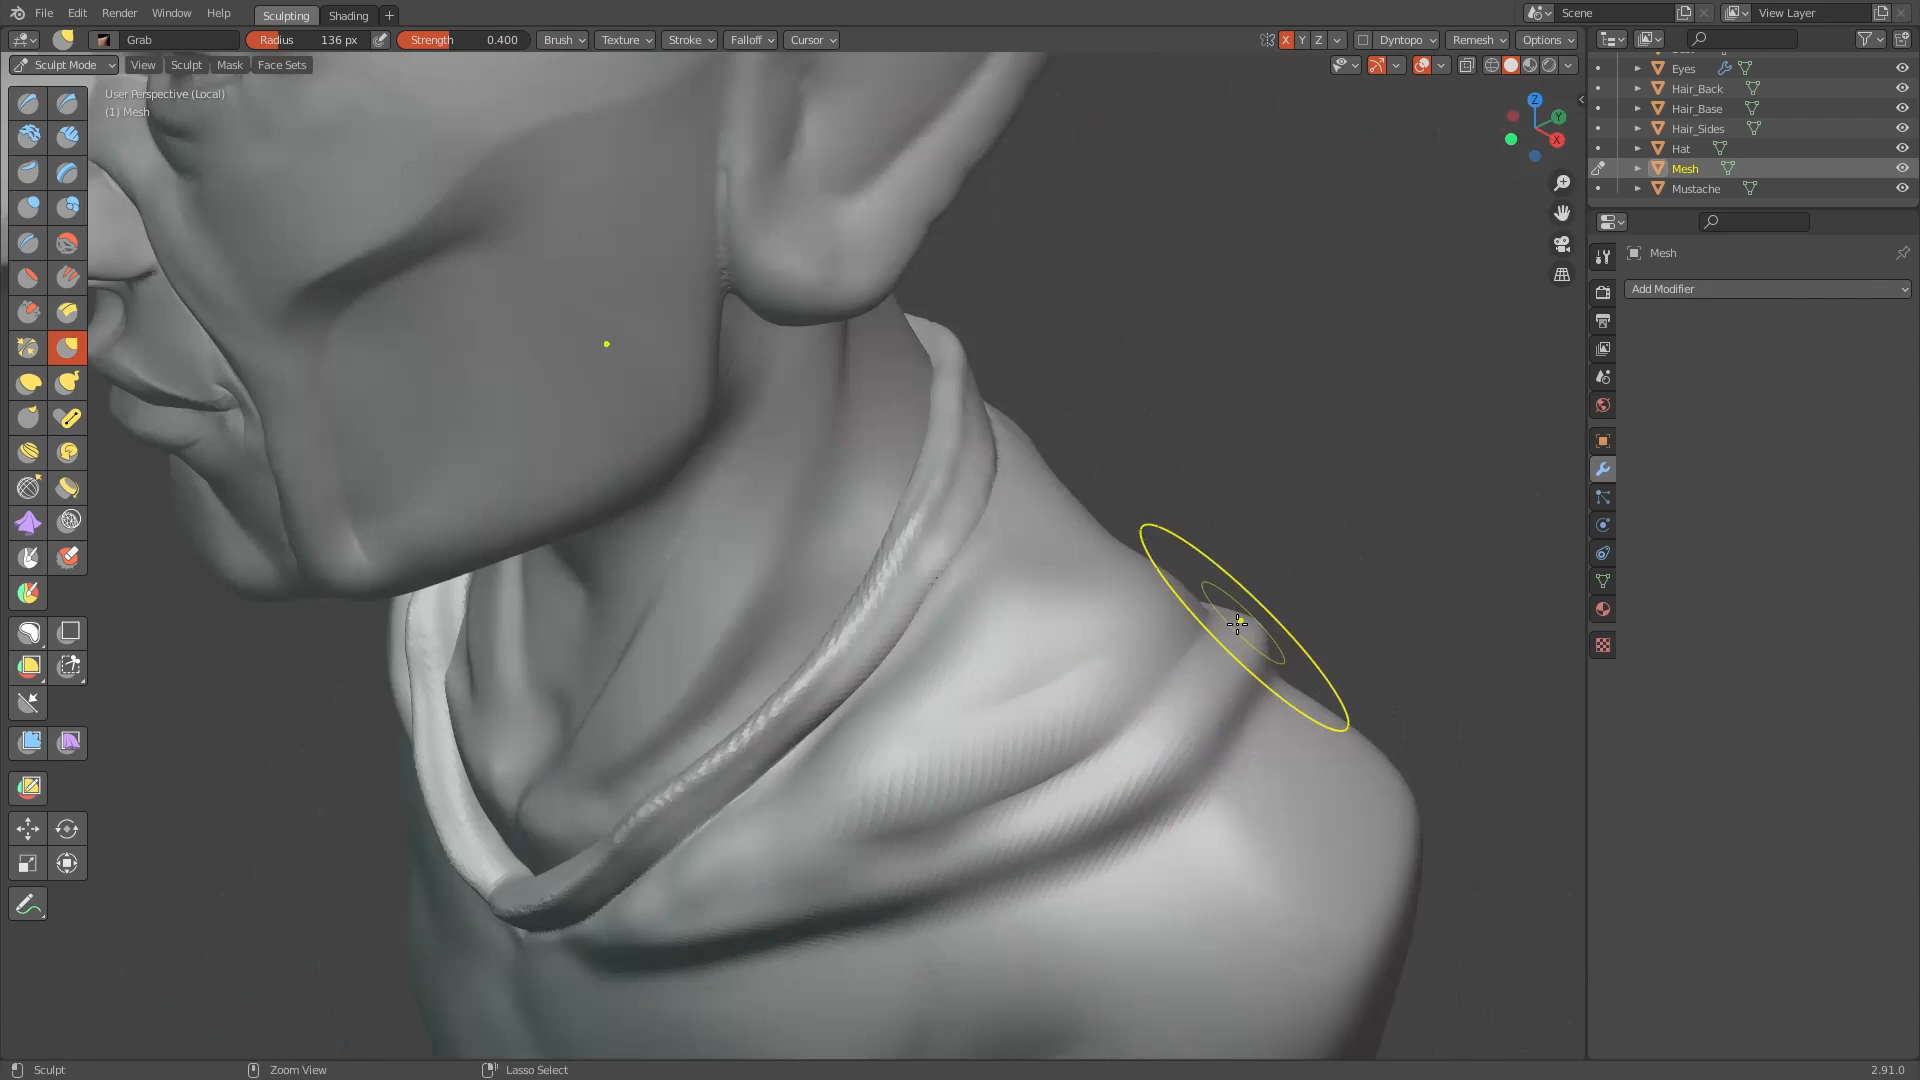 File Edit Render Window Help Sculpting Shading + Scene View Layer
Grab Radius 136 px Strength 0.400 Brush Texture Stroke Falloff Cursor X Y Z Dyntopo Remesh Options
Sculpt Mode View Sculpt Mask Face Sets
User Perspective (Local)
(1) Mesh
Z
Y
X
Eyes
Hair_Back
Hair_Base
Hair_Sides
Hat
Mesh
Mustache
Mesh
Add Modifier
Sculpt Zoom View Lasso Select 2.91.0